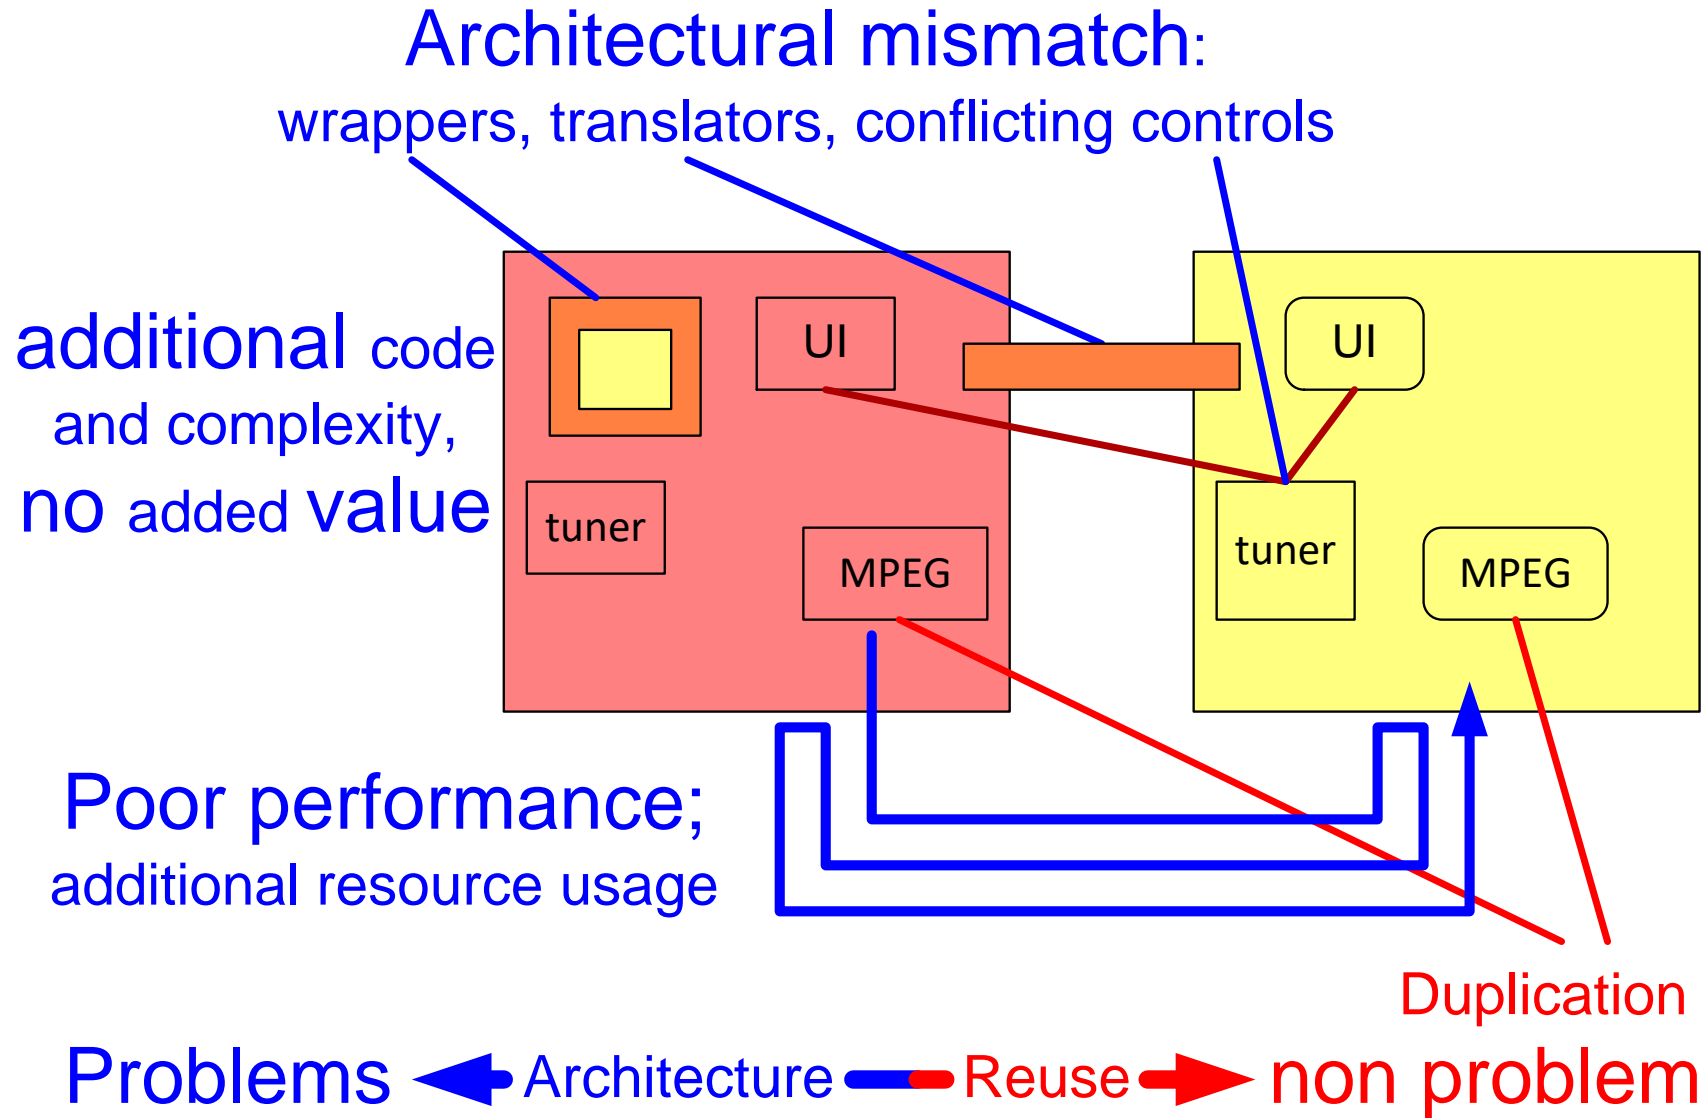 Architectural mismatch:
wrappers, translators, conflicting controls
additional code
and complexity,
no added value
UI
tuner
MPEG
UI
tuner
MPEG
Poor performance;
additional resource usage
Duplication
Problems Architecture Reuse non problem